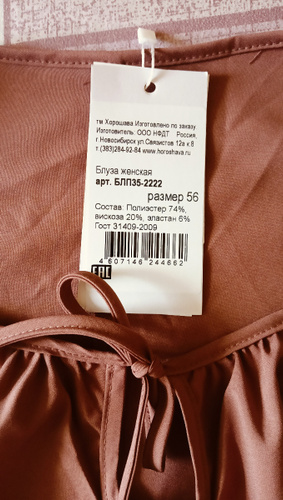 тм Хорошава Изготовлено по заказу
Изготовитель: ООО НФДТ Россия,
г Новосибирск ул.Связистов 12а к.8
т.(383)284-92-84 www.horoshava.ru
Блуза женская
арт. БЛП35-2222
размер 56
Состав: Полиэстер 74%,
вискоза 20%, эластан 6%
Гост 31409-2009
4 607146 244662
EAC